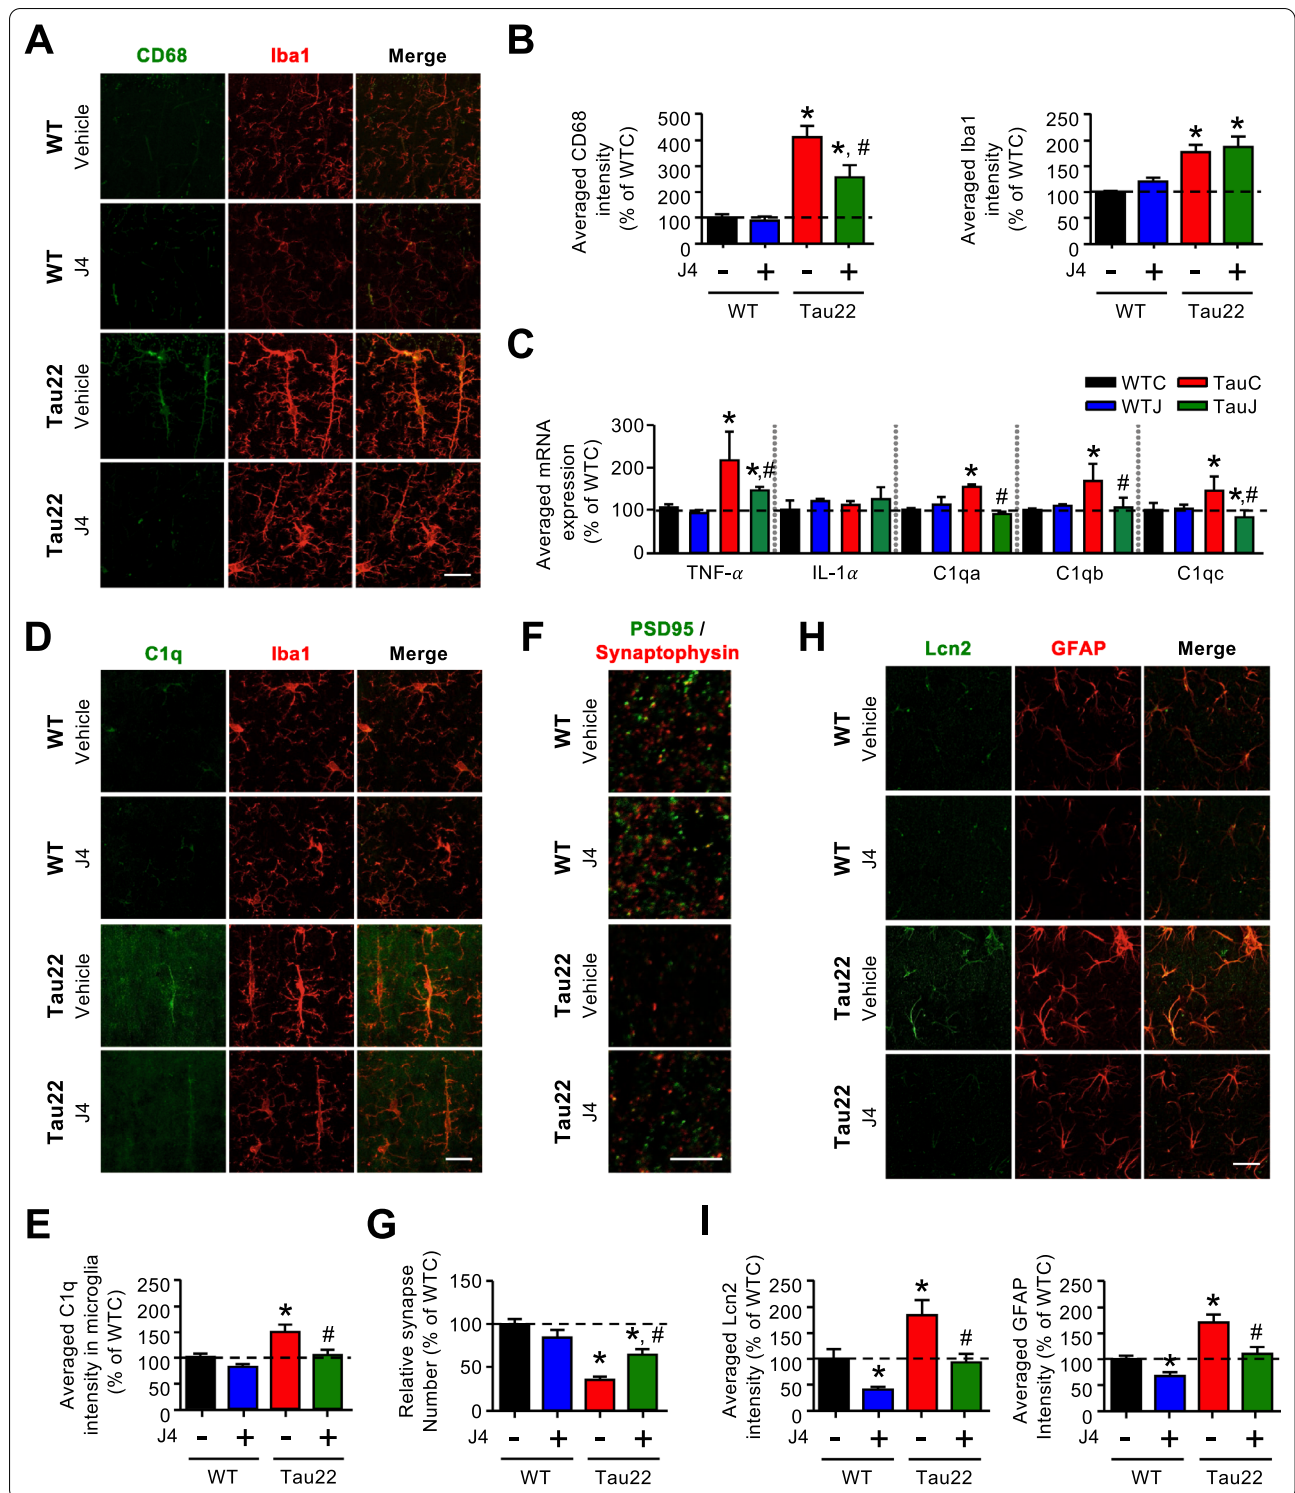 A
CD68 Iba1 Merge
WT
Vehicle
WT
J4
Tau22
Vehicle
Tau22
J4
B
Averaged CD68
intensity
(% of WTC)
500
400
300
200
100
0
*
*, #
J4 - + - +
WT Tau22
Averaged Iba1
intensity
(% of WTC)
250
200
150
100
50
0
* *
J4 - + - +
WT Tau22
C
WTC TauC
WTJ TauJ
Averaged mRNA
expression
(% of WTC)
300
200
100
0
* *,# * # * # * *,#
TNF-α IL-1α C1qa C1qb C1qc
D
C1q Iba1 Merge
WT
Vehicle
WT
J4
Tau22
Vehicle
Tau22
J4
F
PSD95 /
Synaptophysin
WT
Vehicle
WT
J4
Tau22
Vehicle
Tau22
J4
H
Lcn2 GFAP Merge
WT
Vehicle
WT
J4
Tau22
Vehicle
Tau22
J4
E
Averaged C1q
intensity in microglia
(% of WTC)
250
200
150
100
50
0
* #
J4 - + - +
WT Tau22
G
Relative synapse
Number (% of WTC)
150
100
50
0
* *, #
J4 - + - +
WT Tau22
I
Averaged Lcn2
intensity (% of WTC)
250
200
150
100
50
0
* * #
J4 - + - +
WT Tau22
Averaged GFAP
Intensity (% of WTC)
250
200
150
100
50
0
* * #
J4 - + - +
WT Tau22